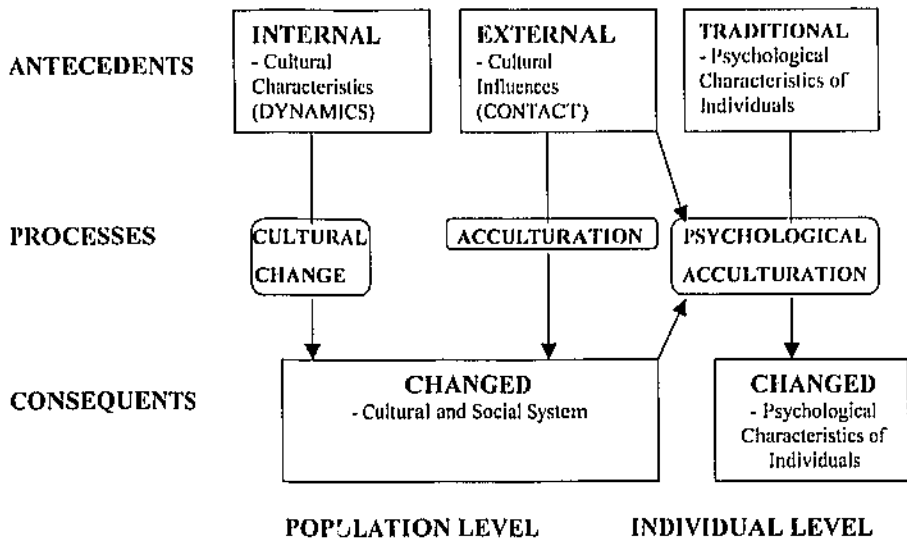 ANTECEDENTS
INTERNAL
- Cultural
Characteristics
(DYNAMICS)
EXTERNAL
- Cultural
Influences
(CONTACT)
TRADITIONAL
- Psychological
Characteristics of
Individuals
PROCESSES
CULTURAL
CHANGE
ACCULTURATION
PSYCHOLOGICAL
ACCULTURATION
CONSEQUENTS
CHANGED
- Cultural and Social System
CHANGED
- Psychological
Characteristics of
Individuals
POPULATION LEVEL
INDIVIDUAL LEVEL